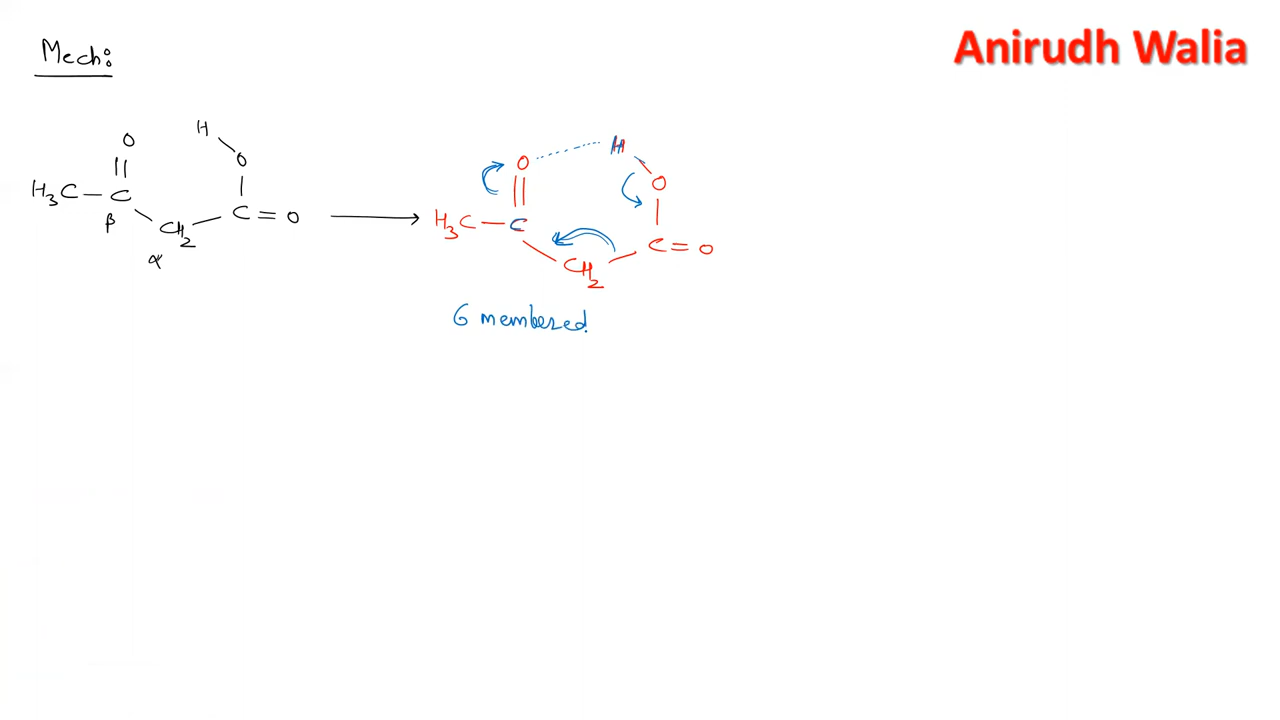 Anirudh Walia
Mech:
O H
|| O
H3C – C CH2 C = O
β
α
O H
|| O
H3C – C CH2 C = O
6 membered.